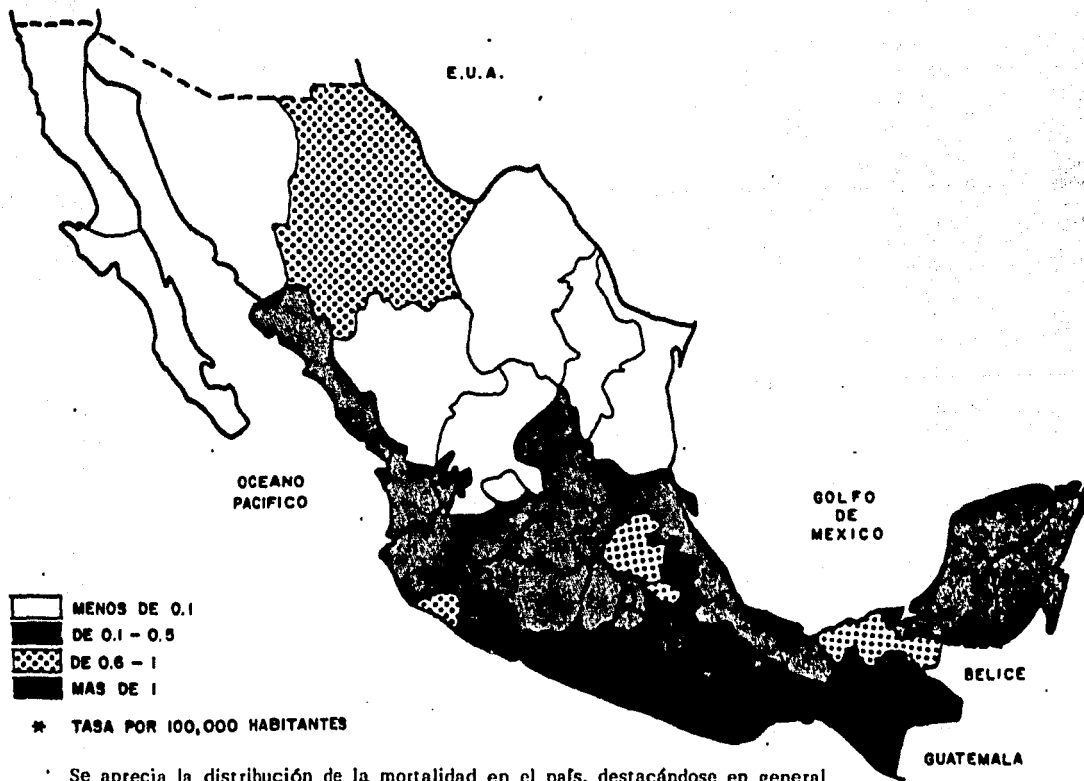 E.U.A.
OCEANO
PACIFICO
GOLFO
DE
MEXICO
MENOS DE 0.1
DE 0.1 - 0.5
DE 0.6 - 1
MAS DE 1
* TASA POR 100,000 HABITANTES
BELICE
GUATEMALA
Se aprecia la distribución de la mortalidad en el país, destacándose en general